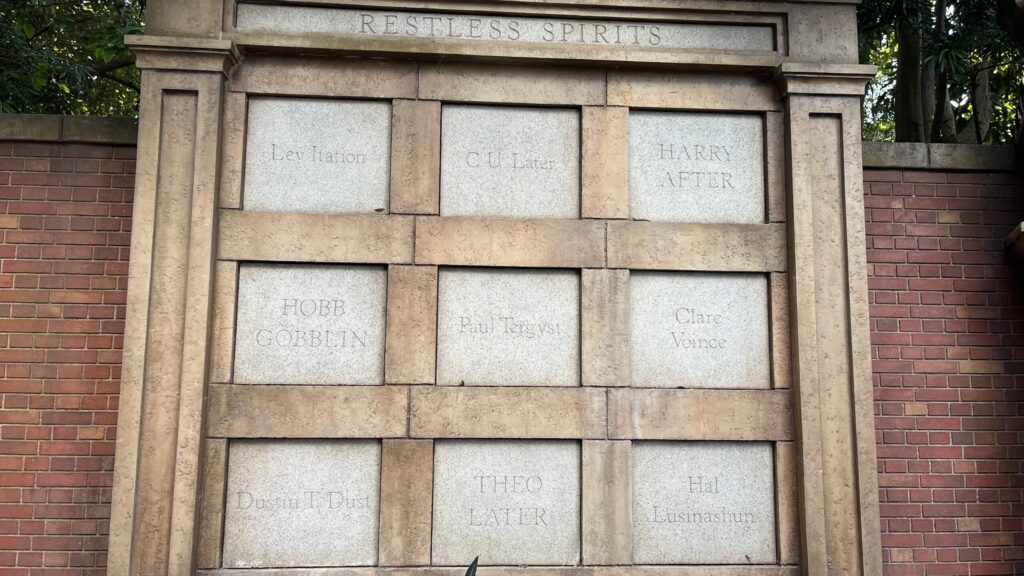 RESTLESS SPIRITS
Lev Itation
C. U. Later
HARRY
AFTER
HOBB
GOBBLIN
Paul Tergyst
Clare
Voince
Dustin T. Dust
THEO
LATER
Hal
Lusinashun